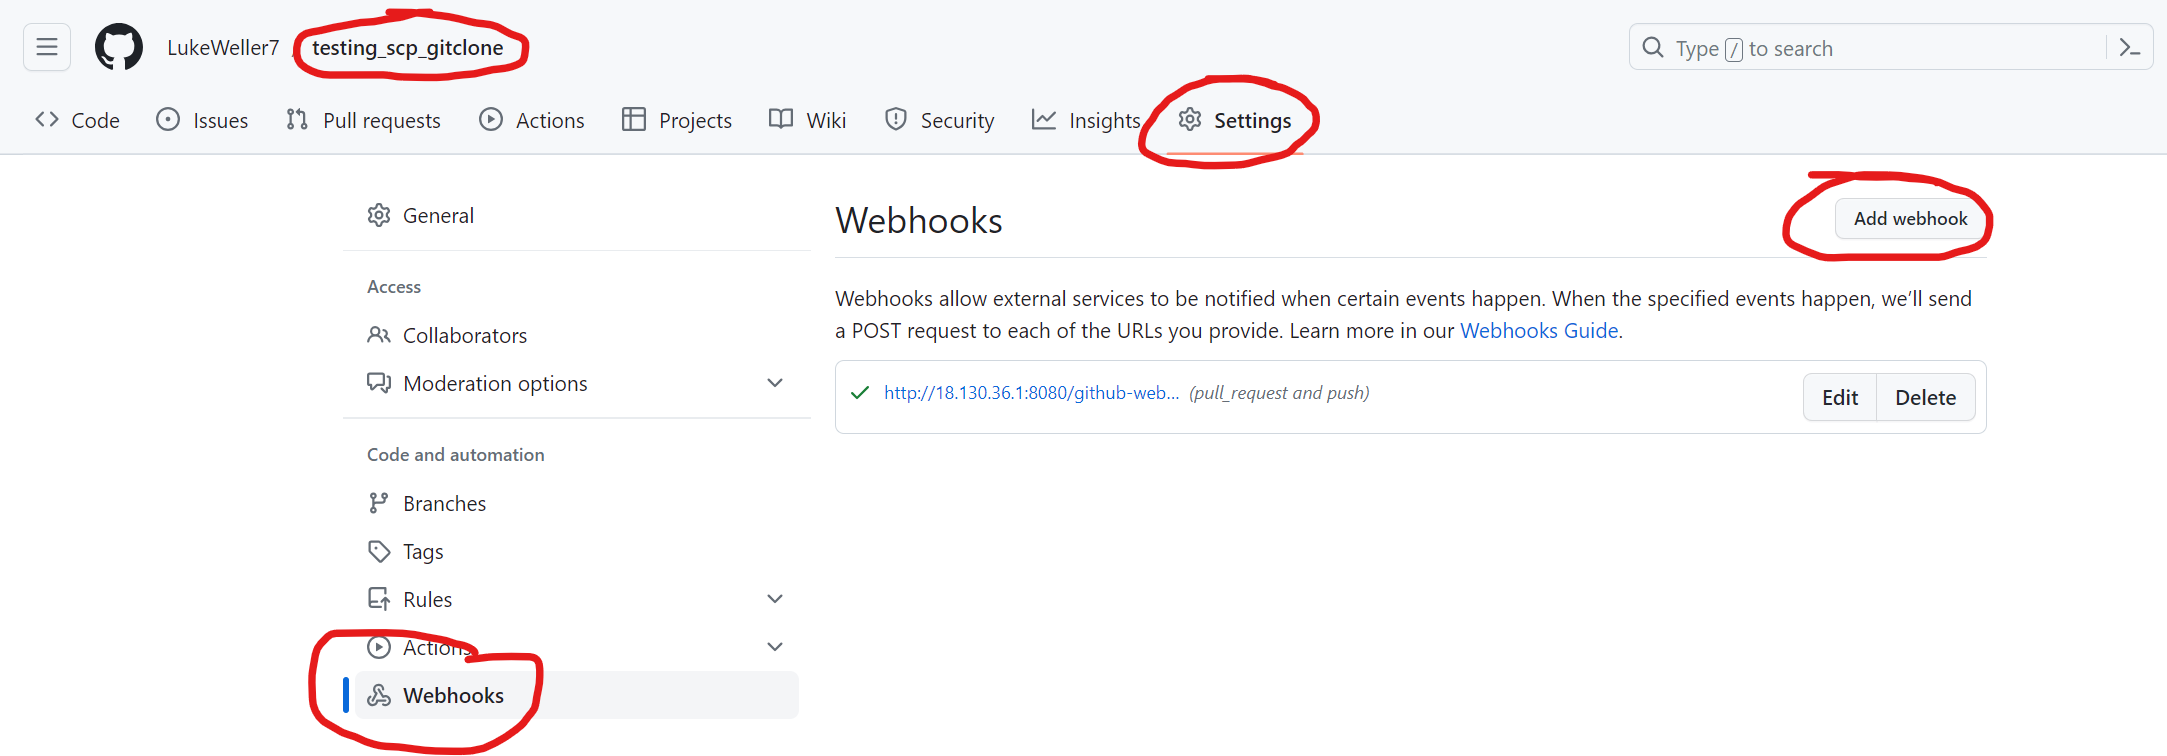 LukeWeller7 testing_scp_gitclone
Type / to search
Code Issues Pull requests Actions Projects Wiki Security Insights Settings
General
Access
Collaborators
Moderation options
Code and automation
Branches
Tags
Rules
Actions
Webhooks
Webhooks
Add webhook
Webhooks allow external services to be notified when certain events happen. When the specified events happen, we’ll send
a POST request to each of the URLs you provide. Learn more in our Webhooks Guide.
http://18.130.36.1:8080/github-web... (pull_request and push)
Edit Delete